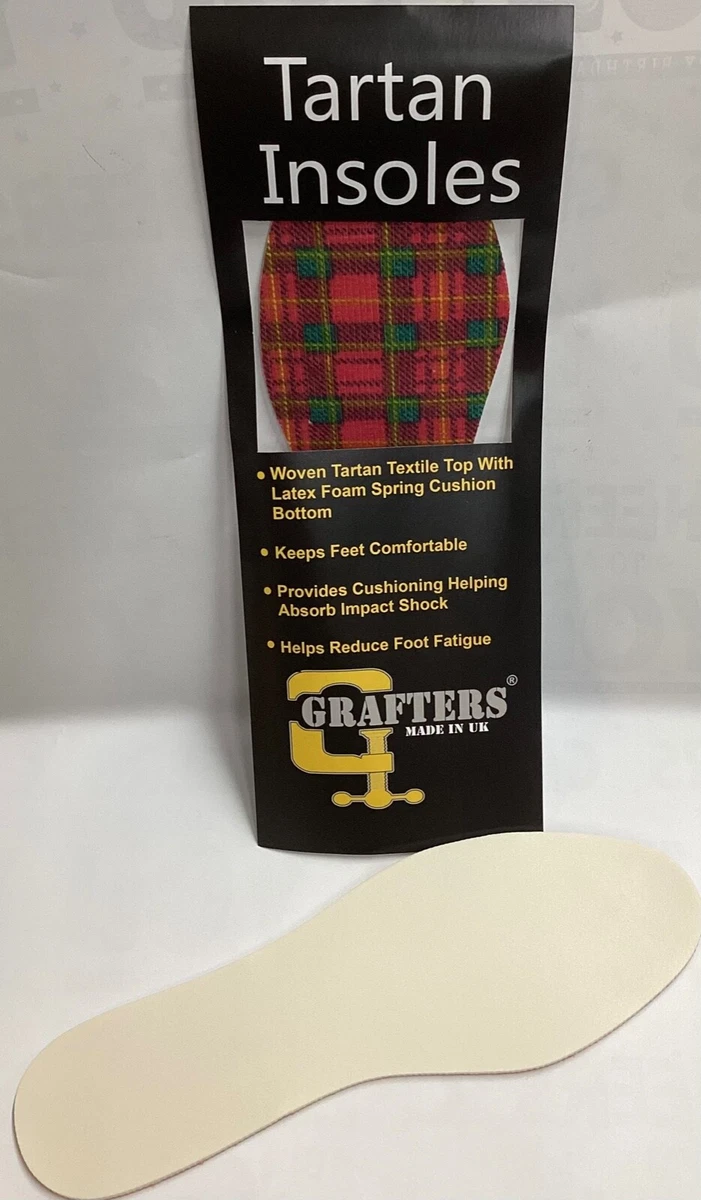 Tartan
Insoles
• Woven Tartan Textile Top With
Latex Foam Spring Cushion
Bottom
• Keeps Feet Comfortable
• Provides Cushioning Helping
Absorb Impact Shock
• Helps Reduce Foot Fatigue
GRAFTERS®
MADE IN UK